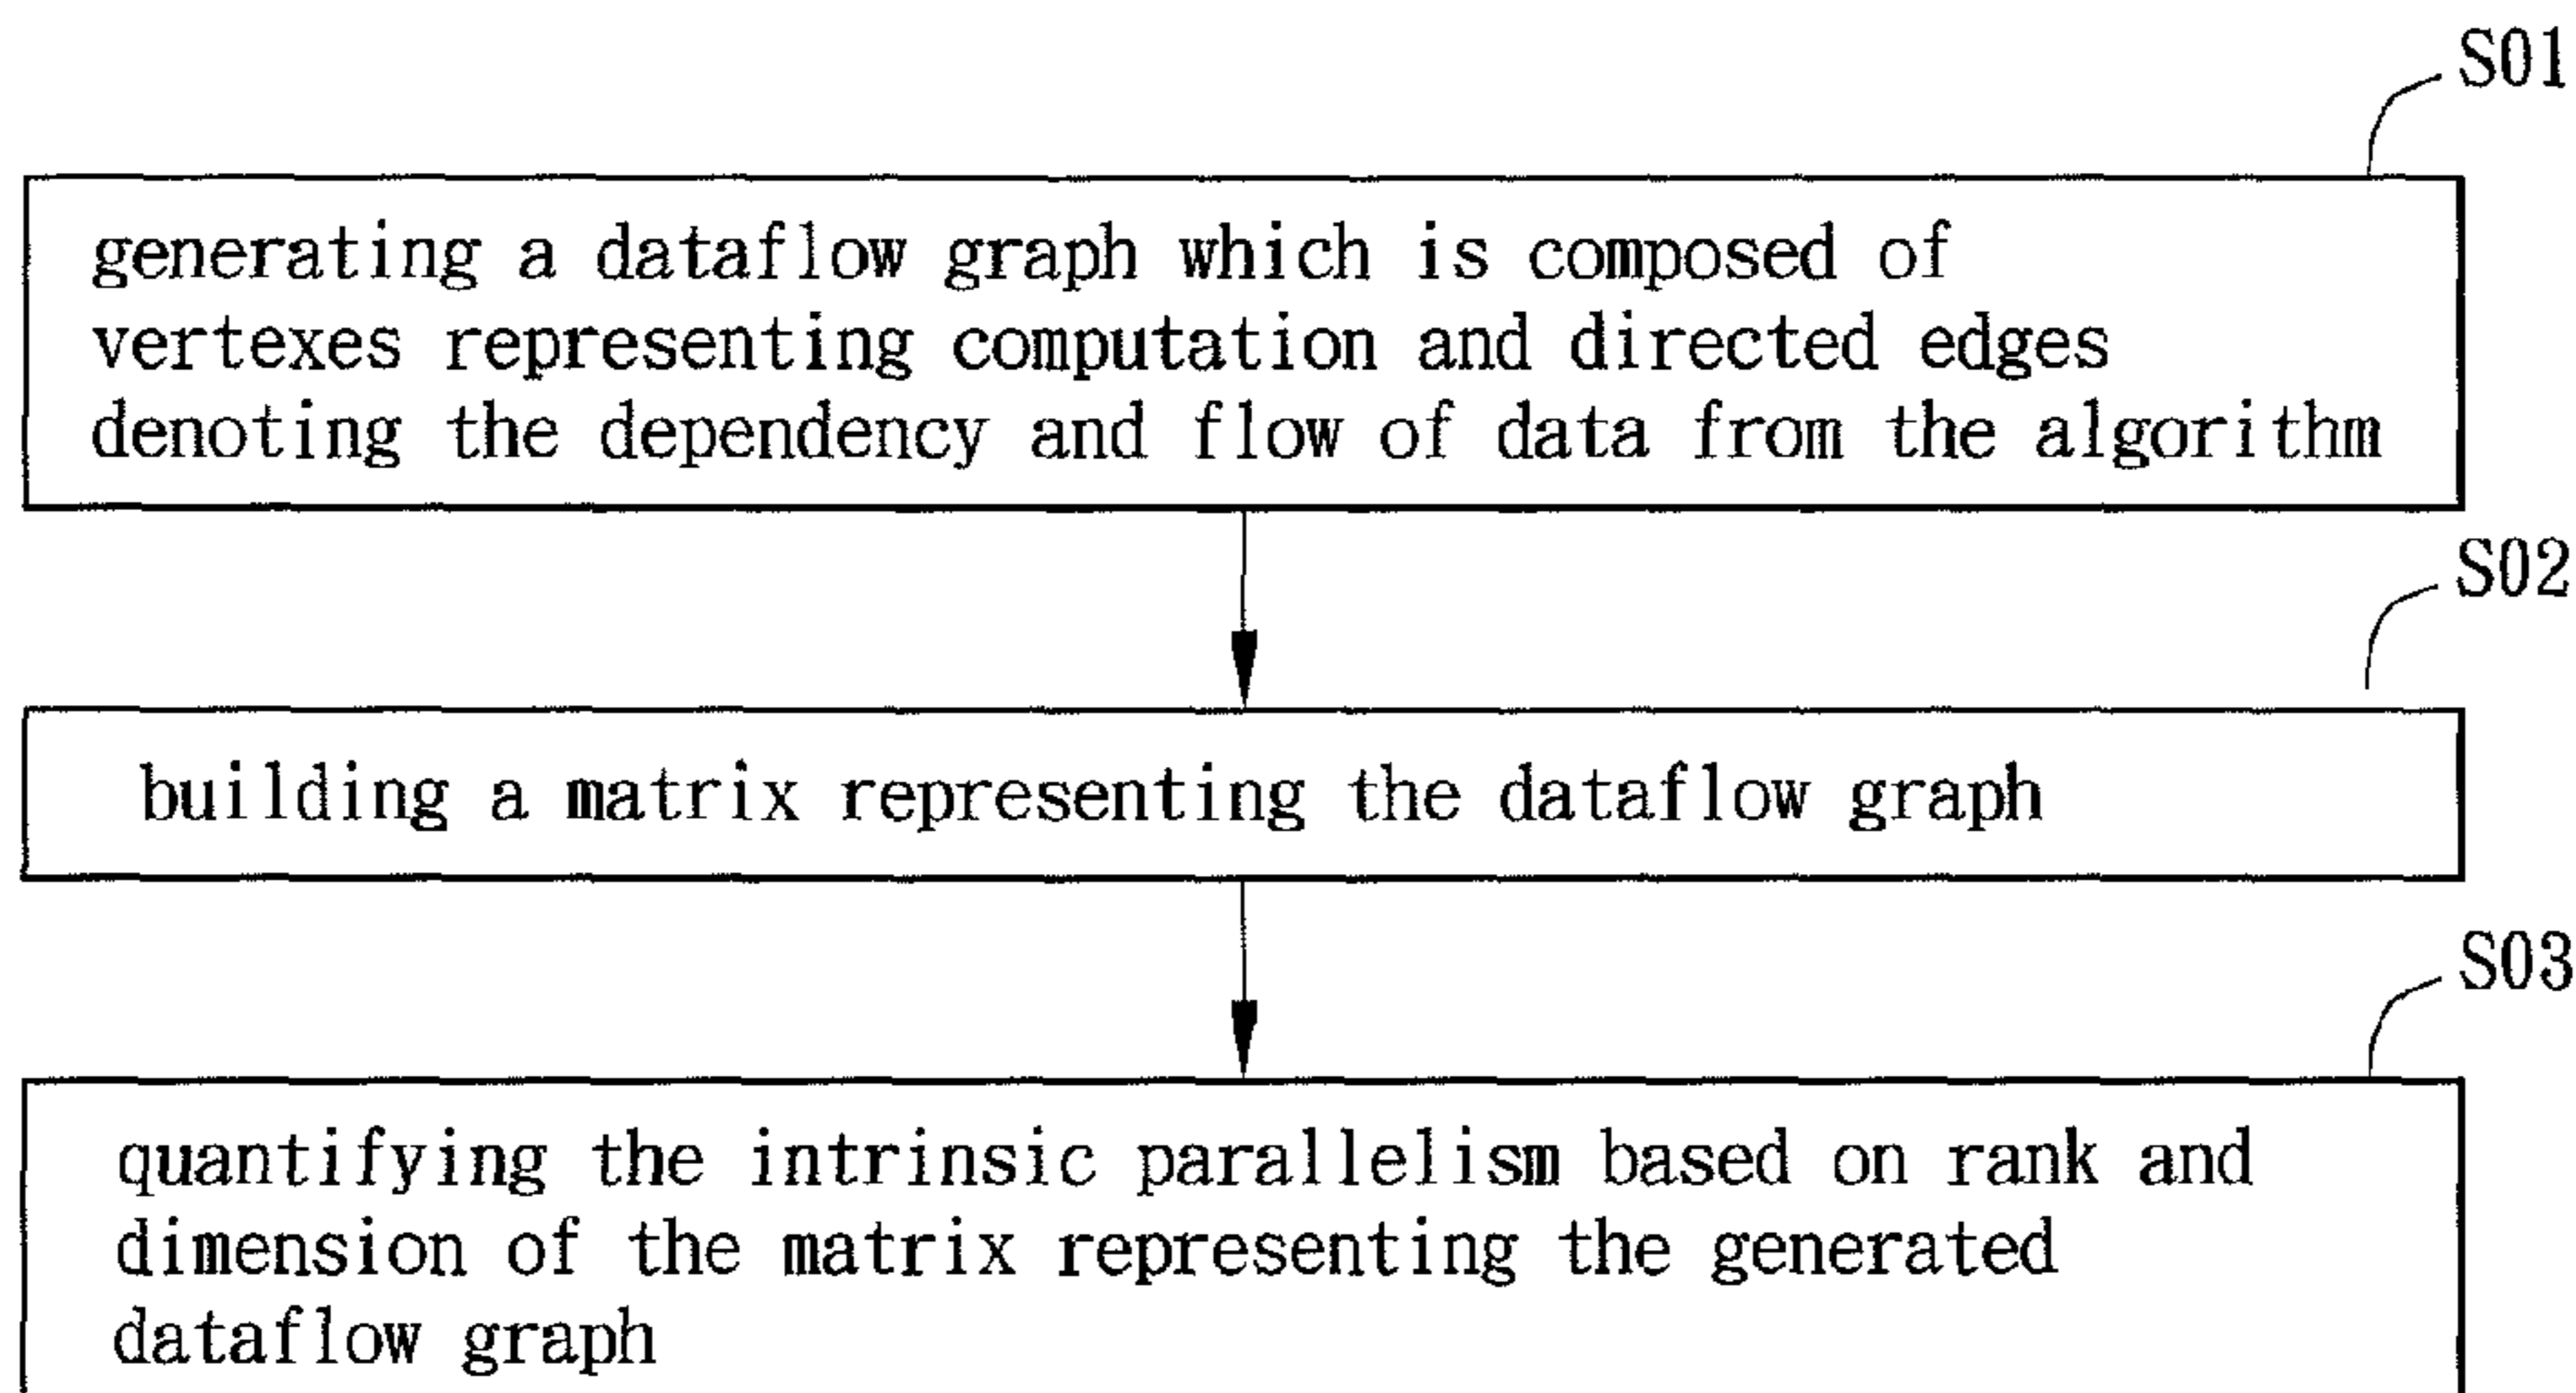 S01
generating a dataflow graph which is composed of
vertexes representing computation and directed edges
denoting the dependency and flow of data from the algorithm
S02
building a matrix representing the dataflow graph
S03
quantifying the intrinsic parallelism based on rank and
dimension of the matrix representing the generated
dataflow graph